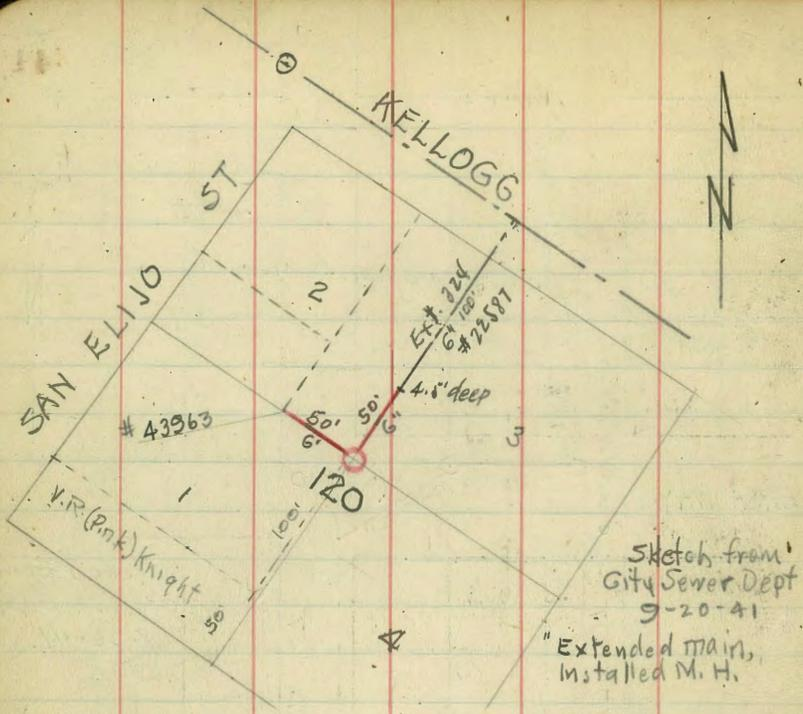 KELLOGG
SAN ELIJO ST
N
2
Ext. 224
6" 100'
#22587
4.5' deep
50'
6"
# 43963
50'
6'
3
120
1
V.R. (Pink) Knight
100'
50'
4
Sketch from
City Sewer Dept
9-20-41
"Extended main,
Installed M. H.